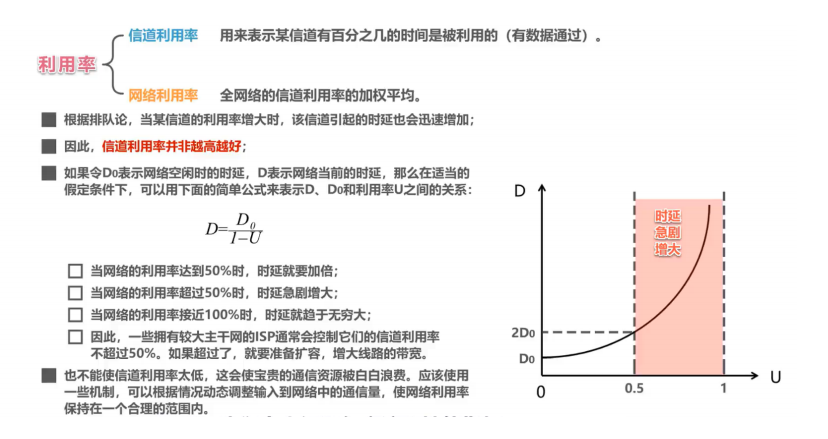 信道利用率 用来表示某信道有百分之几的时间是被利用的（有数据通过）。
利用率
网络利用率 全网络的信道利用率的加权平均。
根据排队论，当某信道的利用率增大时，该信道引起的时延也会迅速增加；
因此，信道利用率并非越高越好；
如果令D0表示网络空闲时的时延，D表示网络当前的时延，那么在适当的
假定条件下，可以用下面的简单公式来表示D、D0和利用率U之间的关系：
D=D0/1-U
当网络的利用率达到50%时，时延就要加倍；
当网络的利用率超过50%时，时延急剧增大；
当网络的利用率接近100%时，时延就趋于无穷大；
因此，一些拥有较大主干网的ISP通常会控制它们的信道利用率
不超过50%。如果超过了，就要准备扩容，增大线路的带宽。
也不能使信道利用率太低，这会使宝贵的通信资源被白白浪费。应该使用
一些机制，可以根据情况动态调整输入到网络中的通信量，使网络利用率
保持在一个合理的范围内。
D
时延
急剧
增大
2D0
D0
0
0.5
1
U